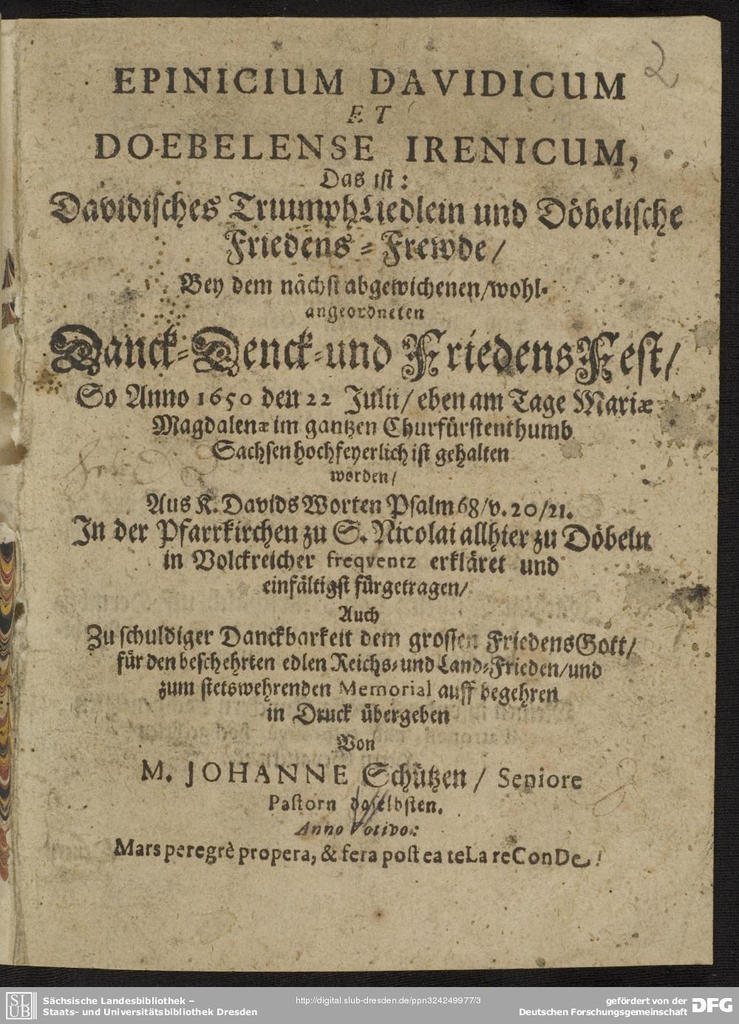 2
EPINICIUM DAVIDICUM
ET
DOEBELENSE IRENICUM,
Das ist:
Davidisches TriumphLiedlein und Döbelische
Friedens-Frewde/
Bey dem nächst abgewichenen/wohl-
angeordneten
Danck-Denck-und FriedensFest/
So Anno 1650 den 22 Julii/ eben am Tage Mariæ
Magdalenæ im gantzen Churfürstenthumb
Sachsen hochfeyerlich ist gehalten
worden/
Aus K. Davids Worten Psalm 68/v. 20/21.
In der Pfarrkirchen zu S. Nicolai allhier zu Döbeln
in Volckreicher freqventz erkläret und
einfältigst fürgetragen/
Auch
Zu schuldiger Danckbarkeit dem grossen FriedensGott/
für den beschehrten edlen Reichs-und Land-Frieden/und
zum stetswehrenden Memorial auff begehren
in Druck übergeben
Von
M. JOHANNE Schützen/ Seniore
Pastorn daselbsten.
Anno Votivo:
Mars peregrè propera, & fera post ea teLa reConDe!
SLUB
Sächsische Landesbibliothek –
Staats- und Universitätsbibliothek Dresden
http://digital.slub-dresden.de/ppn324249977/3
gefördert von der
Deutschen Forschungsgemeinschaft
DFG